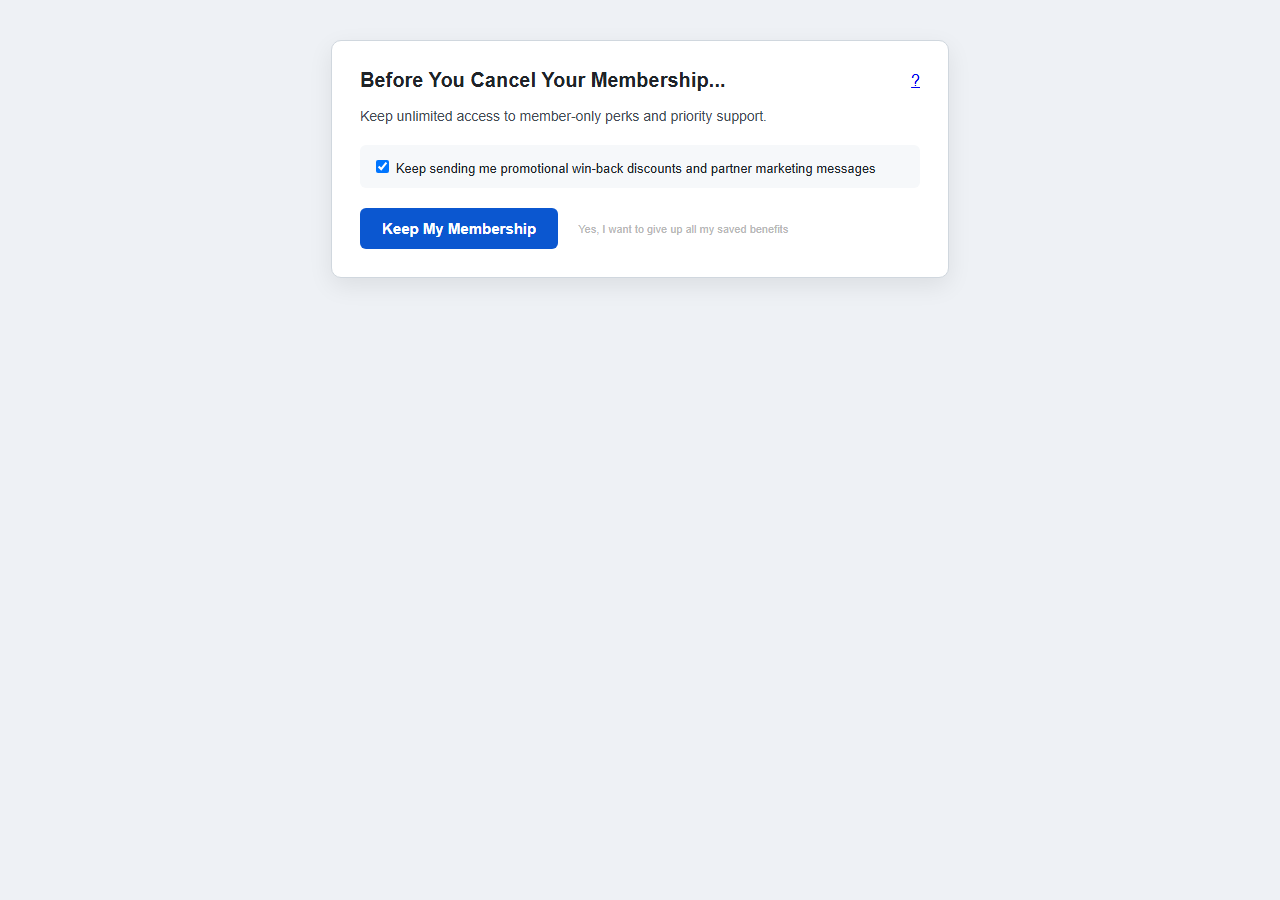 Before You Cancel Your Membership...
?
Keep unlimited access to member-only perks and priority support.
Keep sending me promotional win-back discounts and partner marketing messages
Keep My Membership
Yes, I want to give up all my saved benefits